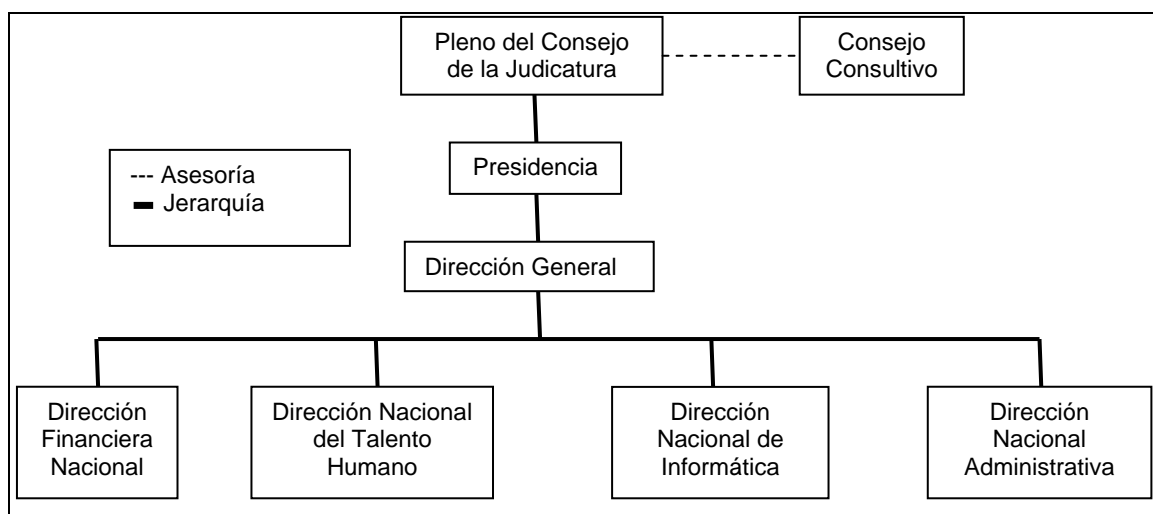 Pleno del Consejo
de la Judicatura
Consejo
Consultivo
Presidencia
--- Asesoría
▬ Jerarquía
Dirección General
Dirección
Financiera
Nacional
Dirección Nacional
del Talento
Humano
Dirección
Nacional de
Informática
Dirección
Nacional
Administrativa